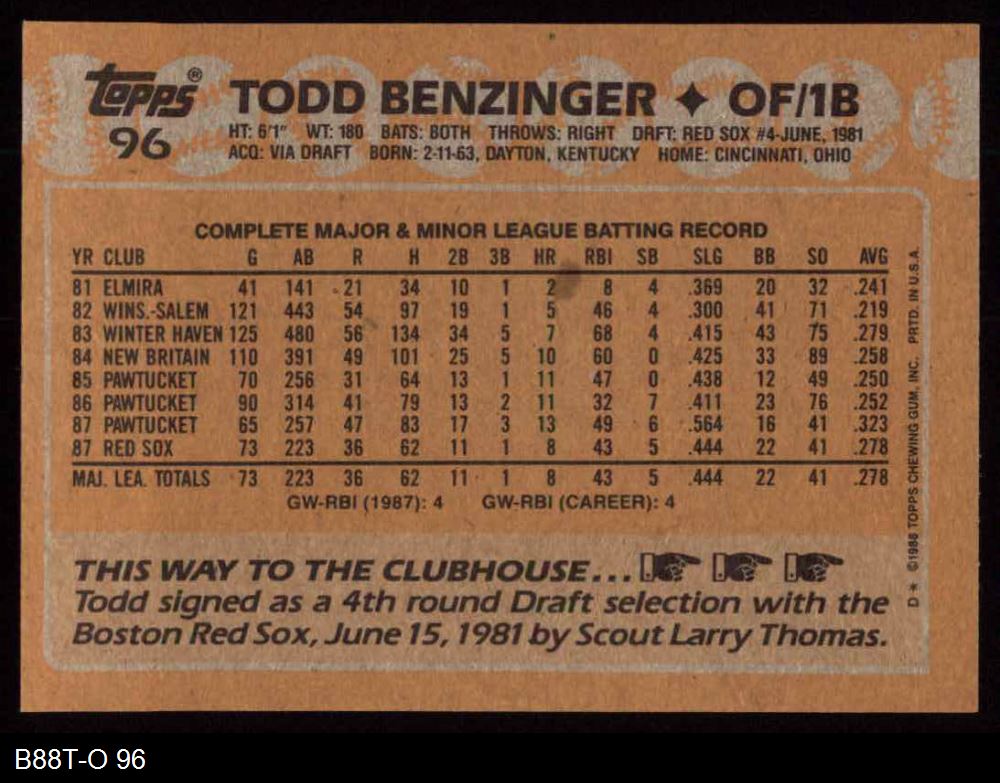 topps®
96
TODD BENZINGER ✦ OF/1B
HT: 6'1" WT: 180 BATS: BOTH THROWS: RIGHT DRFT: RED SOX #4-JUNE, 1981
ACQ: VIA DRAFT BORN: 2-11-63, DAYTON, KENTUCKY HOME: CINCINNATI, OHIO
COMPLETE MAJOR & MINOR LEAGUE BATTING RECORD
YR CLUB G AB R H 2B 3B HR RBI SB SLG BB SO AVG
81 ELMIRA 41 141 21 34 10 1 2 8 4 .369 20 32 .241
82 WINS.-SALEM 121 443 54 97 19 1 5 46 4 .300 41 71 .219
83 WINTER HAVEN 125 480 56 134 34 5 7 68 4 .415 43 75 .279
84 NEW BRITAIN 110 391 49 101 25 5 10 60 0 .425 33 89 .258
85 PAWTUCKET 70 256 31 64 13 1 11 47 0 .438 12 49 .250
86 PAWTUCKET 90 314 41 79 13 2 11 32 7 .411 23 76 .252
87 PAWTUCKET 65 257 47 83 17 3 13 49 6 .564 16 41 .323
87 RED SOX 73 223 36 62 11 1 8 43 5 .444 22 41 .278
MAJ. LEA. TOTALS 73 223 36 62 11 1 8 43 5 .444 22 41 .278
GW-RBI (1987): 4 GW-RBI (CAREER): 4
THIS WAY TO THE CLUBHOUSE...
Todd signed as a 4th round Draft selection with the
Boston Red Sox, June 15, 1981 by Scout Larry Thomas.
D * ©1988 TOPPS CHEWING GUM, INC. PRTD. IN U.S.A.
B88T-O 96